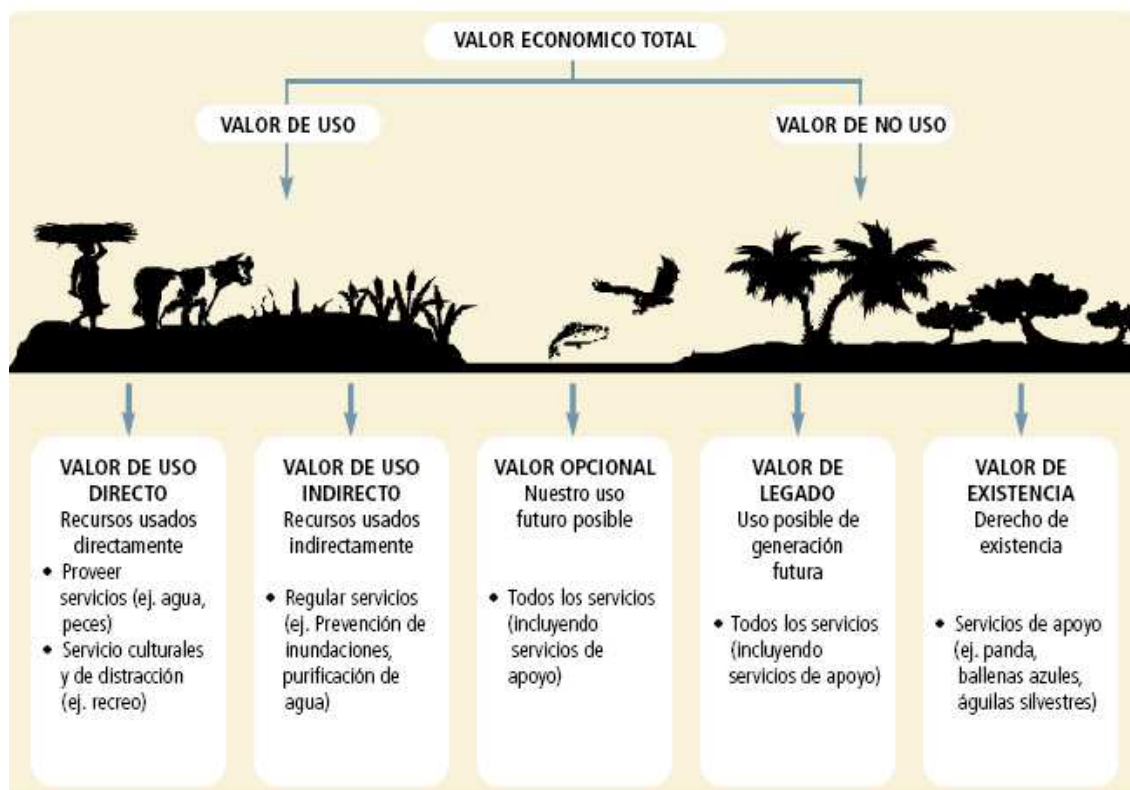 VALOR ECONOMICO TOTAL
VALOR DE USO
VALOR DE NO USO
VALOR DE USO
DIRECTO
Recursos usados
directamente
• Proveer
servicios (ej. agua,
peces)
• Servicio culturales
y de distracción
(ej. recreo)
VALOR DE USO
INDIRECTO
Recursos usados
indirectamente
• Regular servicios
(ej. Prevención de
inundaciones,
purificación de
agua)
VALOR OPCIONAL
Nuestro uso
futuro posible
• Todos los servicios
(incluyendo
servicios de
apoyo)
VALOR DE
LEGADO
Uso posible de
generación
futura
• Todos los servicios
(incluyendo
servicios de apoyo)
VALOR DE
EXISTENCIA
Derecho de
existencia
• Servicios de apoyo
(ej. panda,
ballenas azules,
águilas silvestres)